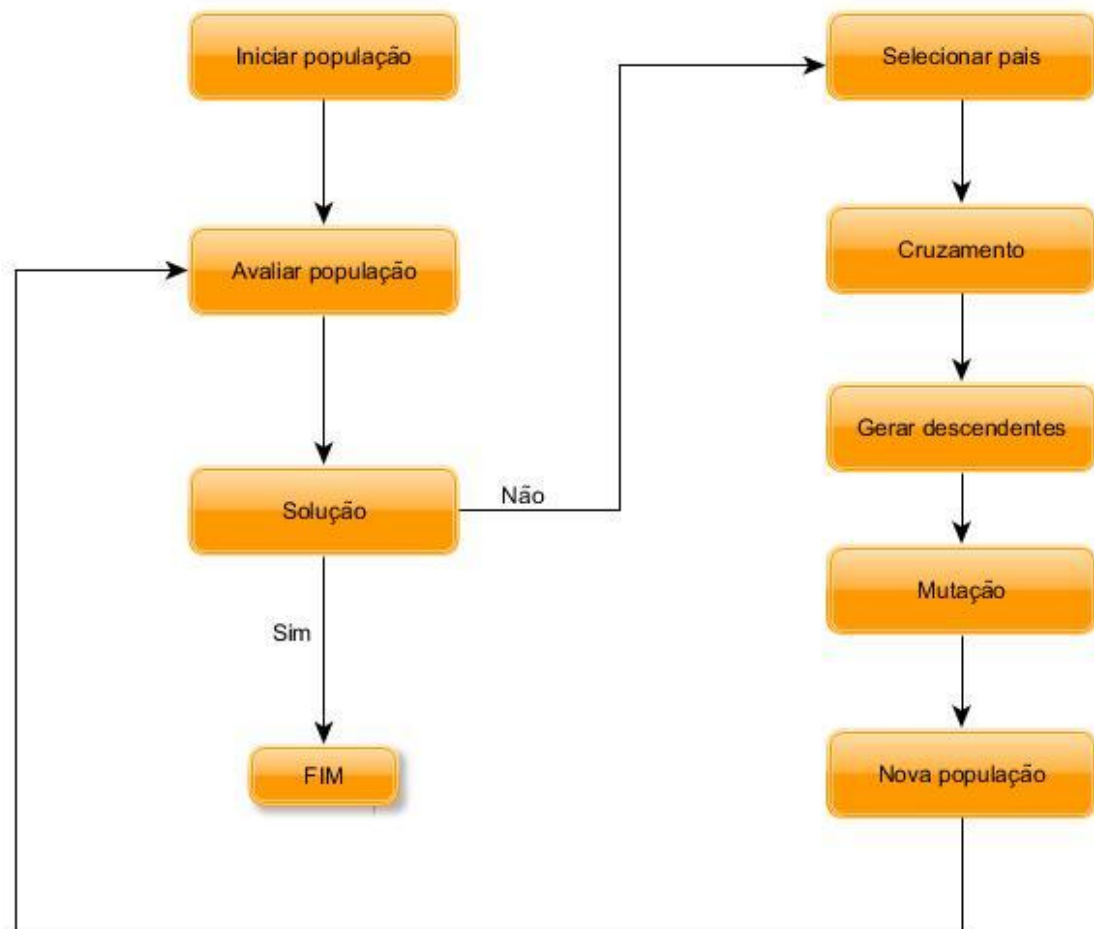 Iniciar população
Avaliar população
Solução
Sim
FIM
Não
Selecionar pais
Cruzamento
Gerar descendentes
Mutação
Nova população